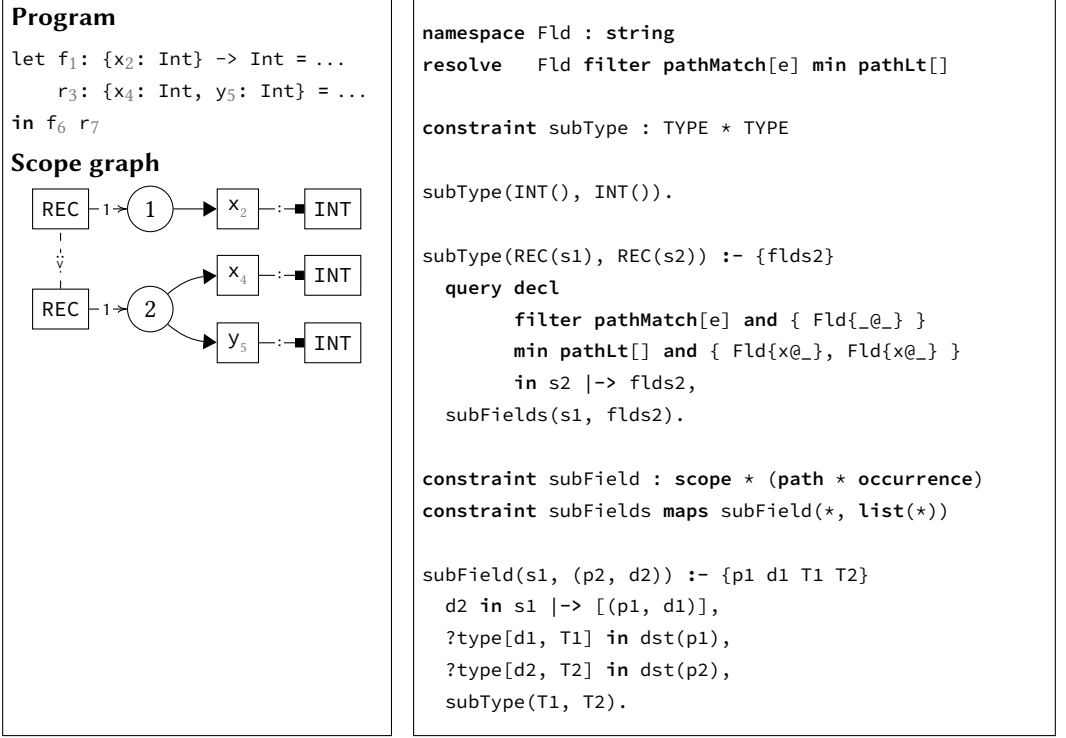 Program
let f₁: {x₂: Int} -> Int = ...
    r₃: {x₄: Int, y₅: Int} = ...
in f₆ r₇
Scope graph
REC 1 1 x₂ : INT
<:
x₄ : INT
REC 1 2
y₅ : INT
namespace Fld : string
resolve   Fld filter pathMatch[e] min pathLt[]
constraint subType : TYPE * TYPE
subType(INT(), INT()).
subType(REC(s1), REC(s2)) :- {flds2}
  query decl
        filter pathMatch[e] and { Fld{_@_} }
        min pathLt[] and { Fld{x@_}, Fld{x@_} }
        in s2 |-> flds2,
  subFields(s1, flds2).
constraint subField : scope * (path * occurrence)
constraint subFields maps subField(*, list(*))
subField(s1, (p2, d2)) :- {p1 d1 T1 T2}
  d2 in s1 |-> [(p1, d1)],
  ?type[d1, T1] in dst(p1),
  ?type[d2, T2] in dst(p2),
  subType(T1, T2).